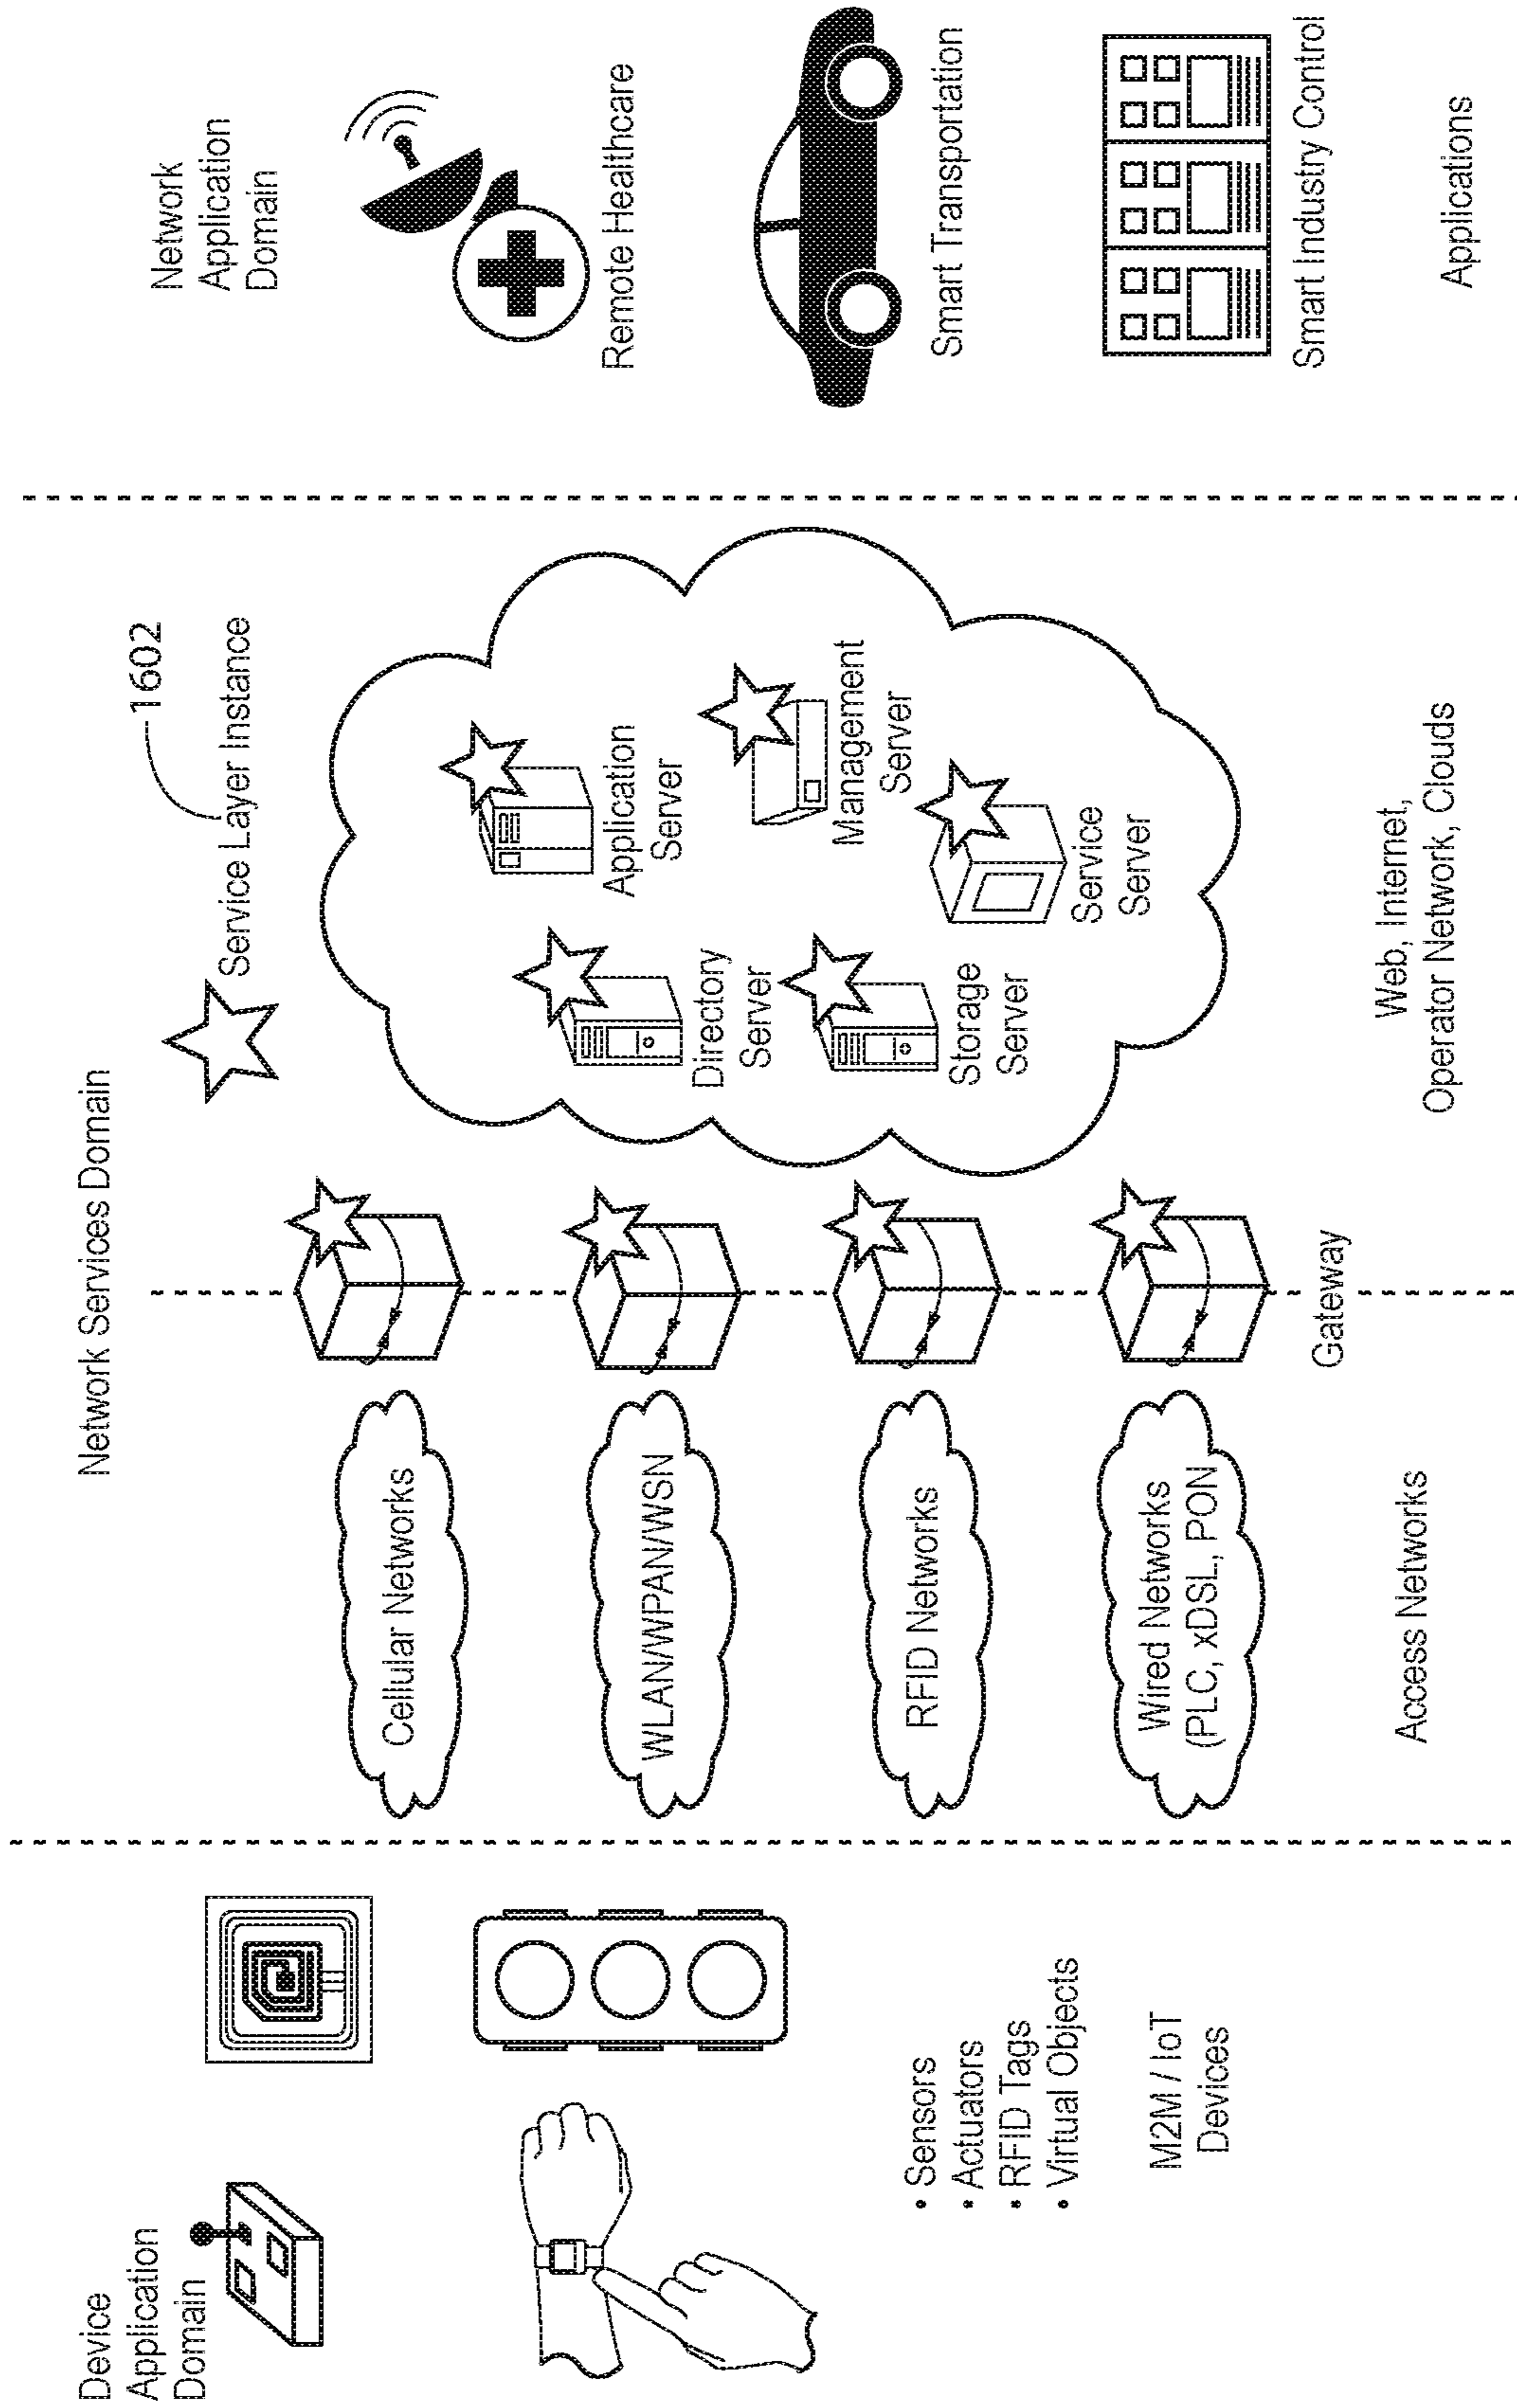 Device
Application
Domain
• Sensors
• Actuators
• RFID Tags
• Virtual Objects
M2M / IoT
Devices
Network Services Domain
Cellular Networks
WLAN/WPAN/WSN
RFID Networks
Wired Networks
(PLC, xDSL, PON
Access Networks
Gateway
1602
Service Layer Instance
Directory
Server
Application
Server
Storage
Server
Management
Server
Service
Server
Web, Internet,
Operator Network, Clouds
Network
Application
Domain
Remote Healthcare
Smart Transportation
Smart Industry Control
Applications